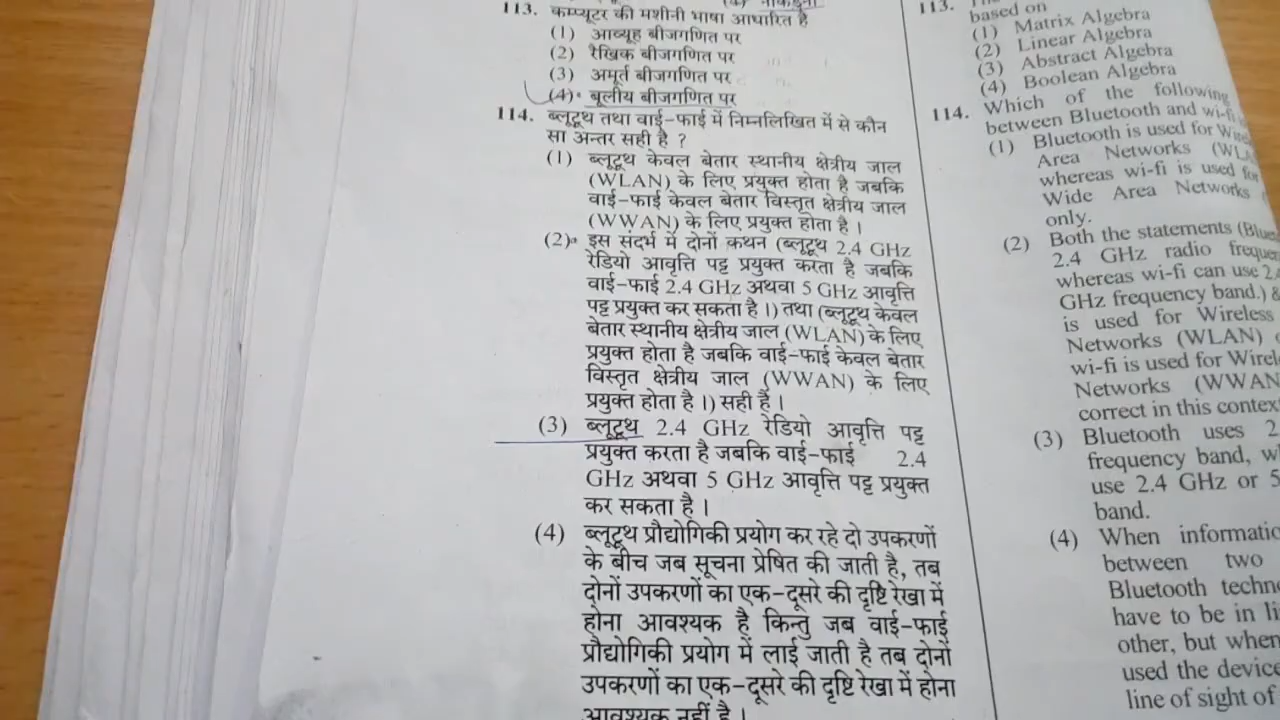 113. कम्प्यूटर की मशीनी भाषा आधारित है
(1) आव्यूह बीजगणित पर
(2) रैखिक बीजगणित पर
(3) अमूर्त बीजगणित पर
(4) बूलीय बीजगणित पर
114. ब्लूटूथ तथा वाई-फाई में निम्नलिखित में से कौन
सा अन्तर सही है ?
(1) ब्लूटूथ केवल बेतार स्थानीय क्षेत्रीय जाल
(WLAN) के लिए प्रयुक्त होता है जबकि
वाई-फाई केवल बेतार विस्तृत क्षेत्रीय जाल
(WWAN) के लिए प्रयुक्त होता है ।
(2) इस संदर्भ में दोनों कथन (ब्लूटूथ 2.4 GHz
रेडियो आवृत्ति पट्ट प्रयुक्त करता है जबकि
वाई-फाई 2.4 GHz अथवा 5 GHz आवृत्ति
पट्ट प्रयुक्त कर सकता है ।) तथा (ब्लूटूथ केवल
बेतार स्थानीय क्षेत्रीय जाल (WLAN) के लिए
प्रयुक्त होता है जबकि वाई-फाई केवल बेतार
विस्तृत क्षेत्रीय जाल (WWAN) के लिए
प्रयुक्त होता है ।) सही हैं ।
(3) ब्लूटूथ 2.4 GHz रेडियो आवृत्ति पट्ट
प्रयुक्त करता है जबकि वाई-फाई 2.4
GHz अथवा 5 GHz आवृत्ति पट्ट प्रयुक्त
कर सकता है ।
(4) ब्लूटूथ प्रौद्योगिकी प्रयोग कर रहे दो उपकरणों
के बीच जब सूचना प्रेषित की जाती है, तब
दोनों उपकरणों का एक-दूसरे की दृष्टि रेखा में
होना आवश्यक है किन्तु जब वाई-फाई
प्रौद्योगिकी प्रयोग में लाई जाती है तब दोनों
उपकरणों का एक-दूसरे की दृष्टि रेखा में होना
आवश्यक नहीं है ।
113.
based on
(1) Matrix Algebra
(2) Linear Algebra
(3) Abstract Algebra
(4) Boolean Algebra
114. Which of the following
between Bluetooth and wi-fi
(1) Bluetooth is used for
Area Networks
whereas wi-fi is used for
Wide Area Networks
only.
(2) Both the statements
2.4 GHz radio
whereas wi-fi can use
GHz frequency band.) &
is used for Wireless
Networks (WLAN)
wi-fi is used for
Networks (WWAN
correct in this
(3) Bluetooth uses
frequency band,
use 2.4 GHz or 5
band.
(4) When
between two
Bluetooth
have to be in
other, but when
used the
line of sight of